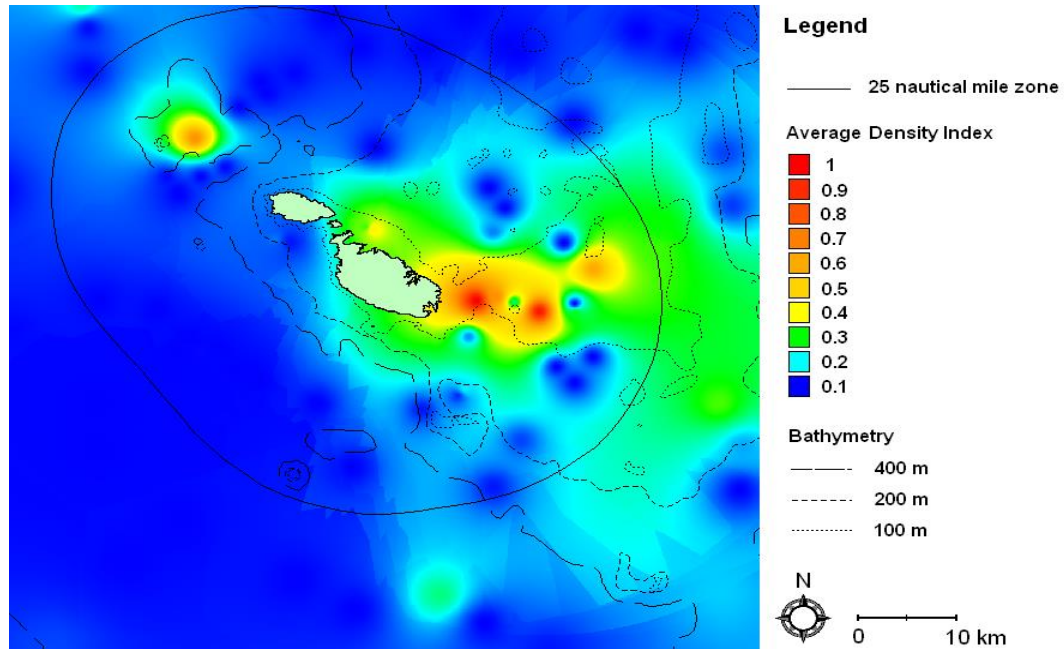 Legend
25 nautical mile zone
Average Density Index
1
0.9
0.8
0.7
0.6
0.5
0.4
0.3
0.2
0.1
Bathymetry
400 m
200 m
100 m
N
0 10 km